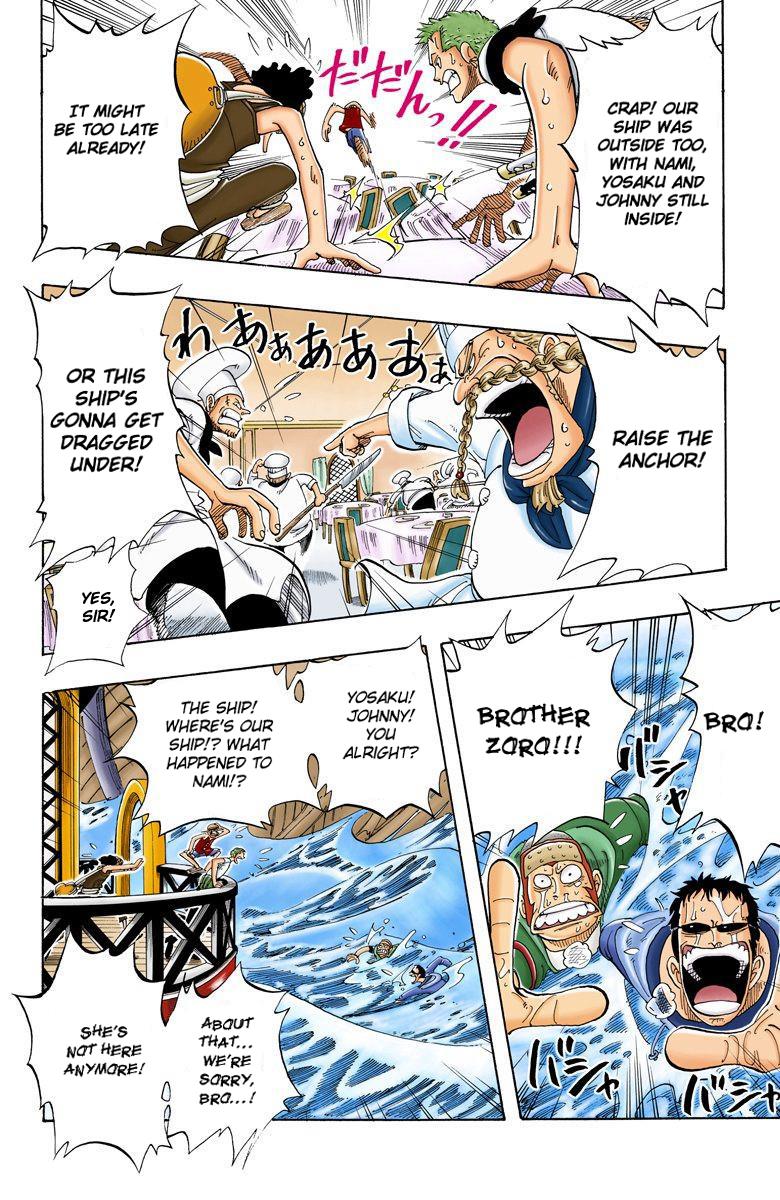 CRAP! OUR
SHIP WAS
OUTSIDE TOO,
WITH NAMI,
YOSAKU AND
JOHNNY STILL
INSIDE!
だだんっ!!
IT MIGHT
BE TOO LATE
ALREADY!
RAISE THE
ANCHOR!
わあぁあぁあぁ
OR THIS
SHIP'S
GONNA GET
DRAGGED
UNDER!
YES,
SIR!
BRO!
BROTHER
ZORO!!!
バシャ
バシャ
バシャ
YOSAKU!
JOHNNY!
YOU
ALRIGHT?
THE SHIP!
WHERE'S OUR
SHIP!? WHAT
HAPPENED TO
NAMI!?
ABOUT
THAT...
WE'RE
SORRY,
BRO...!
SHE'S
NOT HERE
ANYMORE!